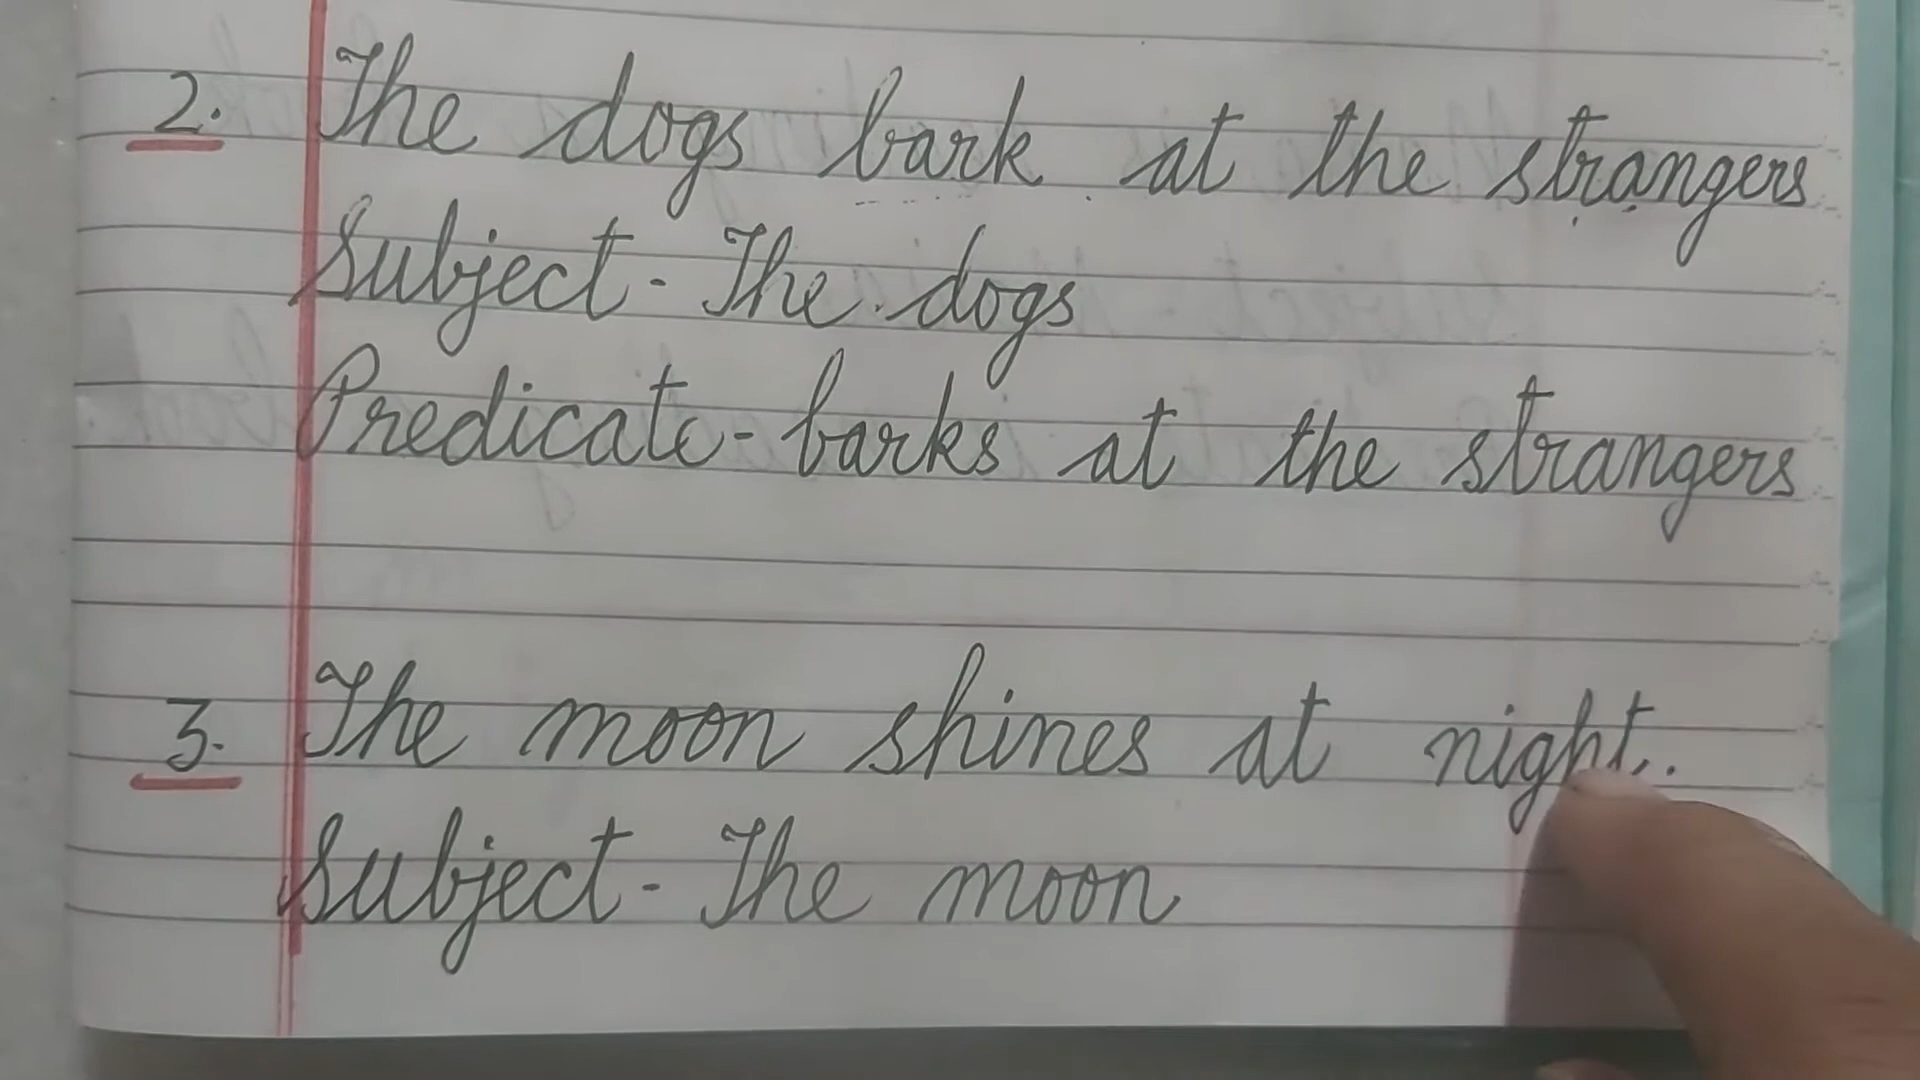 2. The dogs bark at the strangers
Subject - The dogs
Predicate - barks at the strangers
3. The moon shines at night.
Subject - The moon